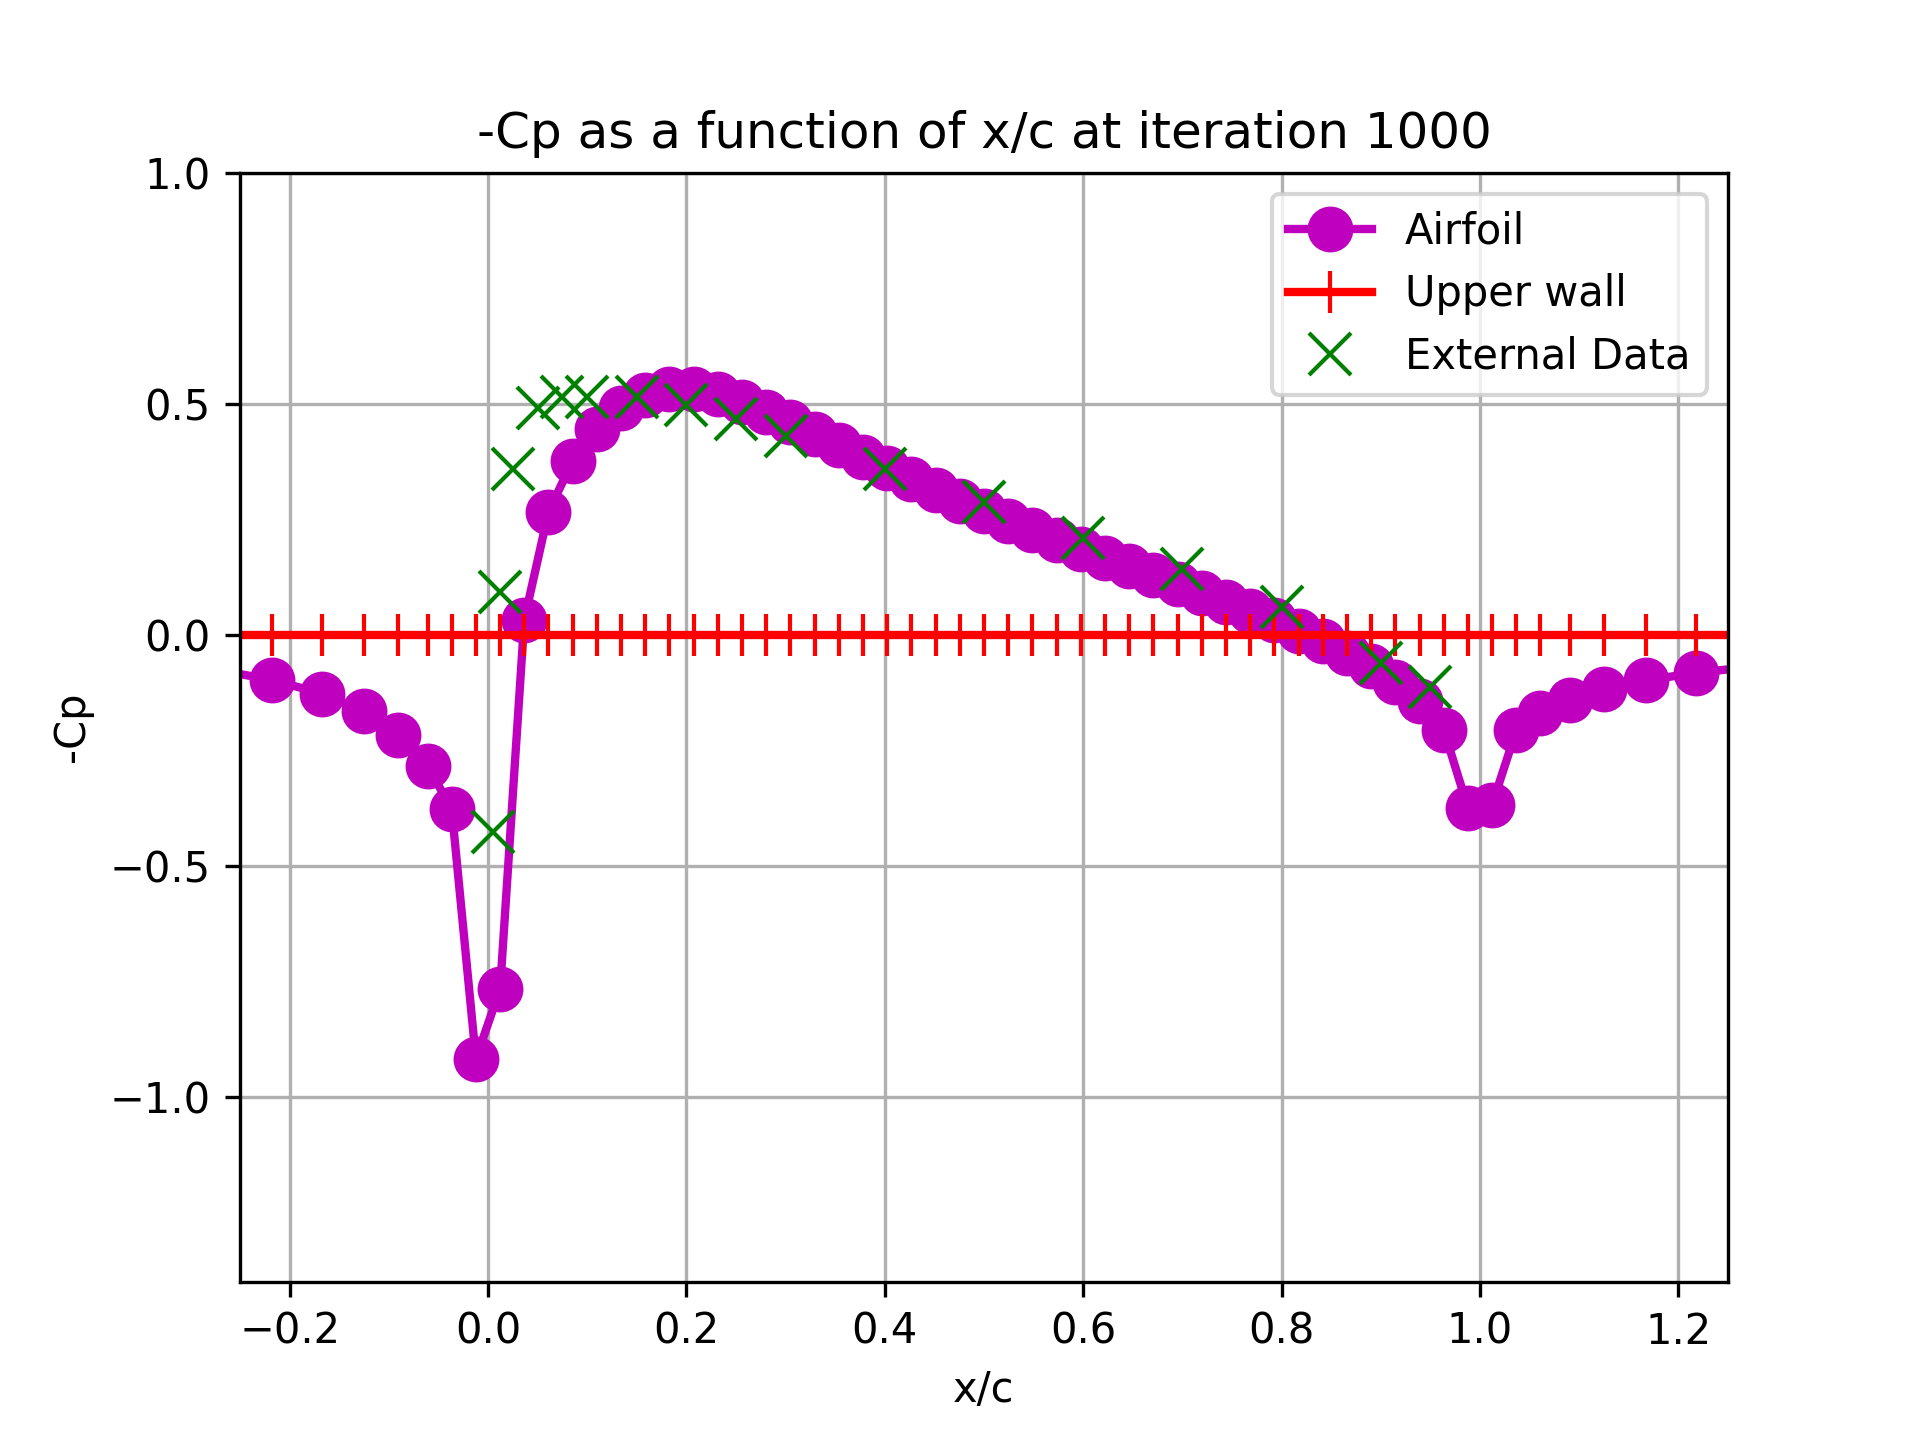 -Cp as a function of x/c at iteration 1000
1.0
0.5
0.0
−0.5
−1.0
-Cp
Airfoil
Upper wall
External Data
−0.2 0.0 0.2 0.4 0.6 0.8 1.0 1.2
x/c